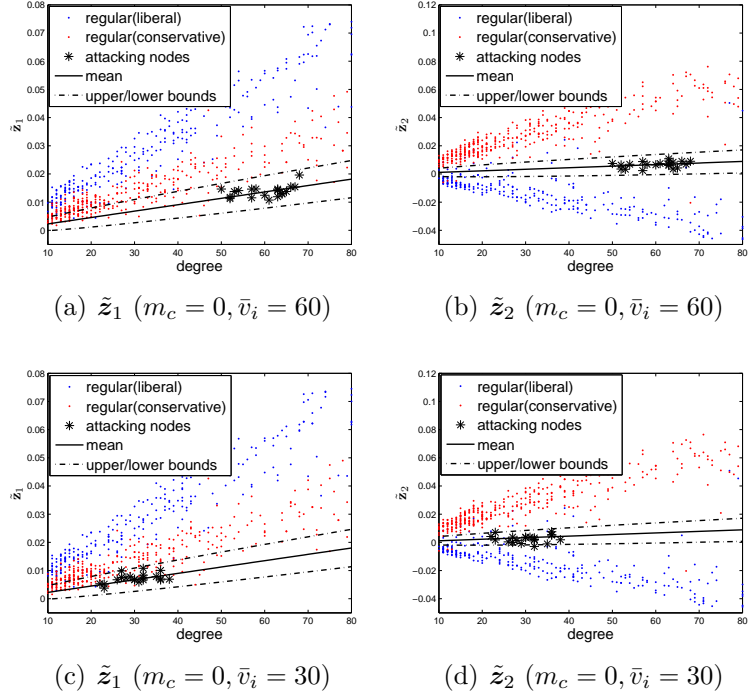 0.08
0.07
0.06
0.05
0.04
0.03
0.02
0.01
0
z̃₁
regular(liberal)
regular(conservative)
attacking nodes
mean
upper/lower bounds
10 20 30 40 50 60 70 80
degree
(a) z̃₁ (m_c = 0, v̄_i = 60)
0.12
0.1
0.08
0.06
0.04
0.02
0
−0.02
−0.04
z̃₂
regular(liberal)
regular(conservative)
attacking nodes
mean
upper/lower bounds
10 20 30 40 50 60 70 80
degree
(b) z̃₂ (m_c = 0, v̄_i = 60)
0.08
0.07
0.06
0.05
0.04
0.03
0.02
0.01
0
z̃₁
regular(liberal)
regular(conservative)
attacking nodes
mean
upper/lower bounds
10 20 30 40 50 60 70 80
degree
(c) z̃₁ (m_c = 0, v̄_i = 30)
0.12
0.1
0.08
0.06
0.04
0.02
0
−0.02
−0.04
z̃₂
regular(liberal)
regular(conservative)
attacking nodes
mean
upper/lower bounds
10 20 30 40 50 60 70 80
degree
(d) z̃₂ (m_c = 0, v̄_i = 30)